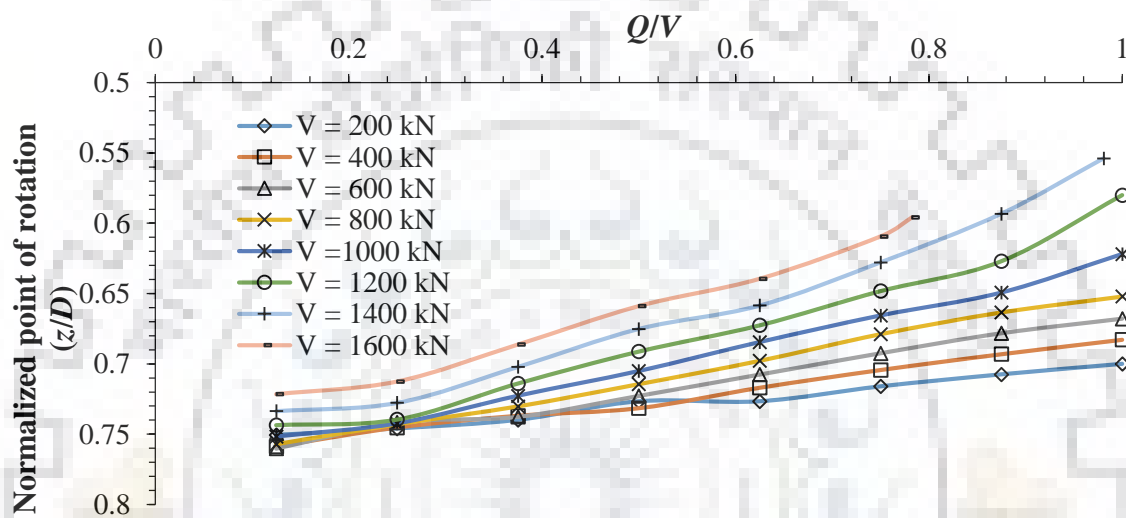 Q/V
0 0.2 0.4 0.6 0.8 1
0.5
0.55
0.6
0.65
0.7
0.75
0.8
Normalized point of rotation
(z/D)
V = 200 kN
V = 400 kN
V = 600 kN
V = 800 kN
V =1000 kN
V = 1200 kN
V = 1400 kN
V = 1600 kN